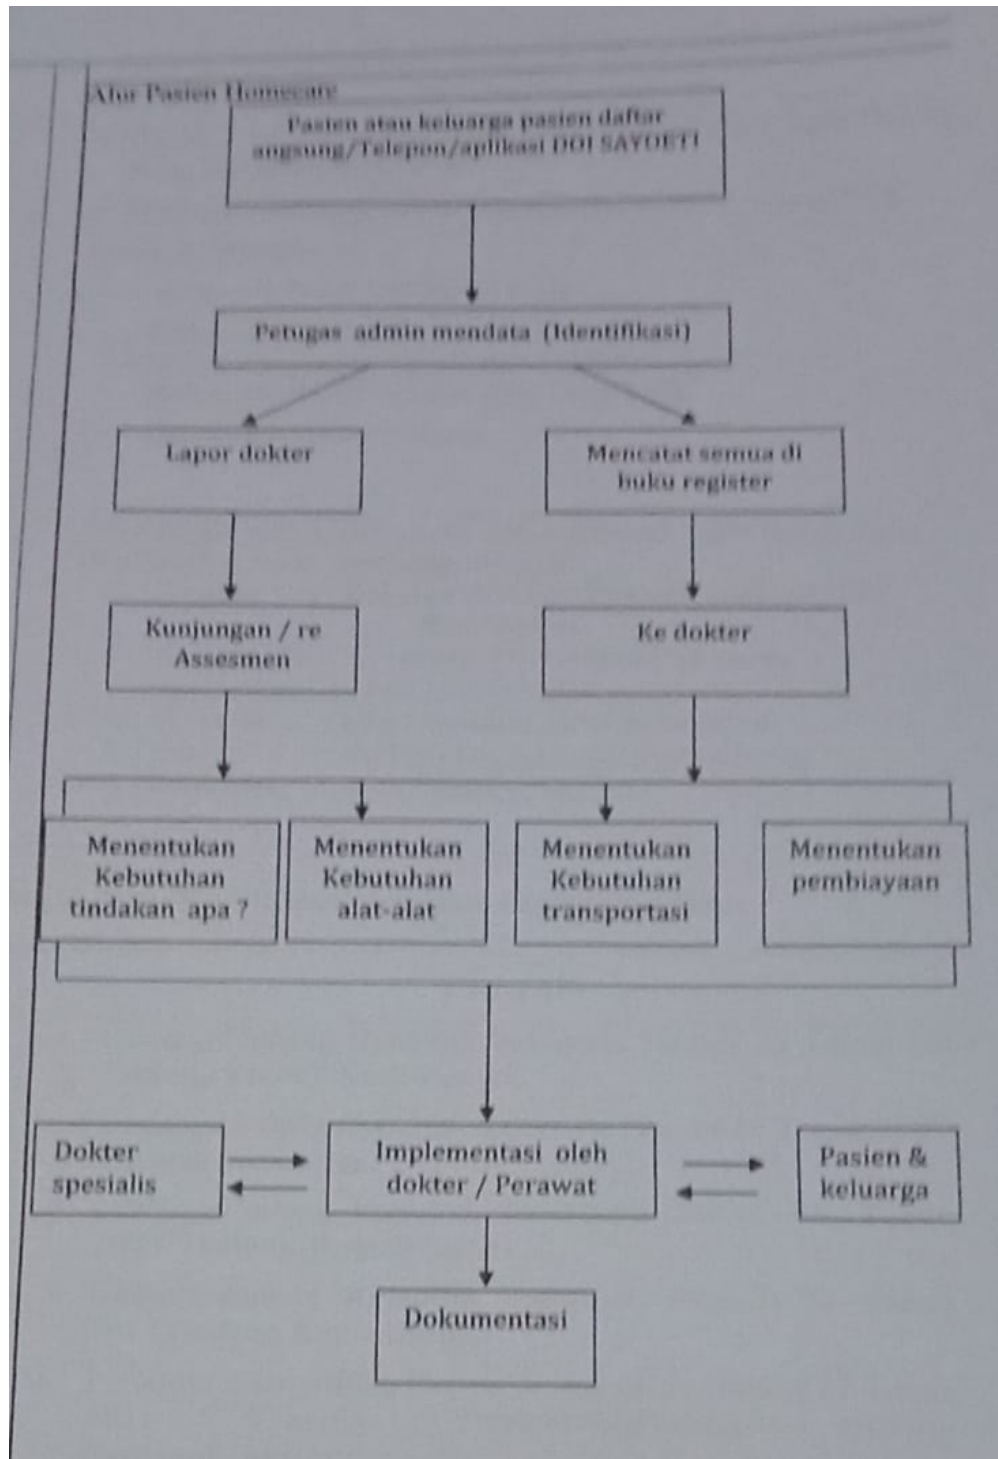 Alur Pasien Homecare
Pasien atau keluarga pasien daftar
angsung/Telepon/aplikasi DOI SAYOETI
Petugas admin mendata (Identifikasi)
Lapor dokter
Mencatat semua di
buku register
Kunjungan / re
Assesmen
Ke dokter
Menentukan
Kebutuhan
tindakan apa ?
Menentukan
Kebutuhan
alat-alat
Menentukan
Kebutuhan
transportasi
Menentukan
pembiayaan
Dokter
spesialis
Implementasi oleh
dokter / Perawat
Pasien &
keluarga
Dokumentasi